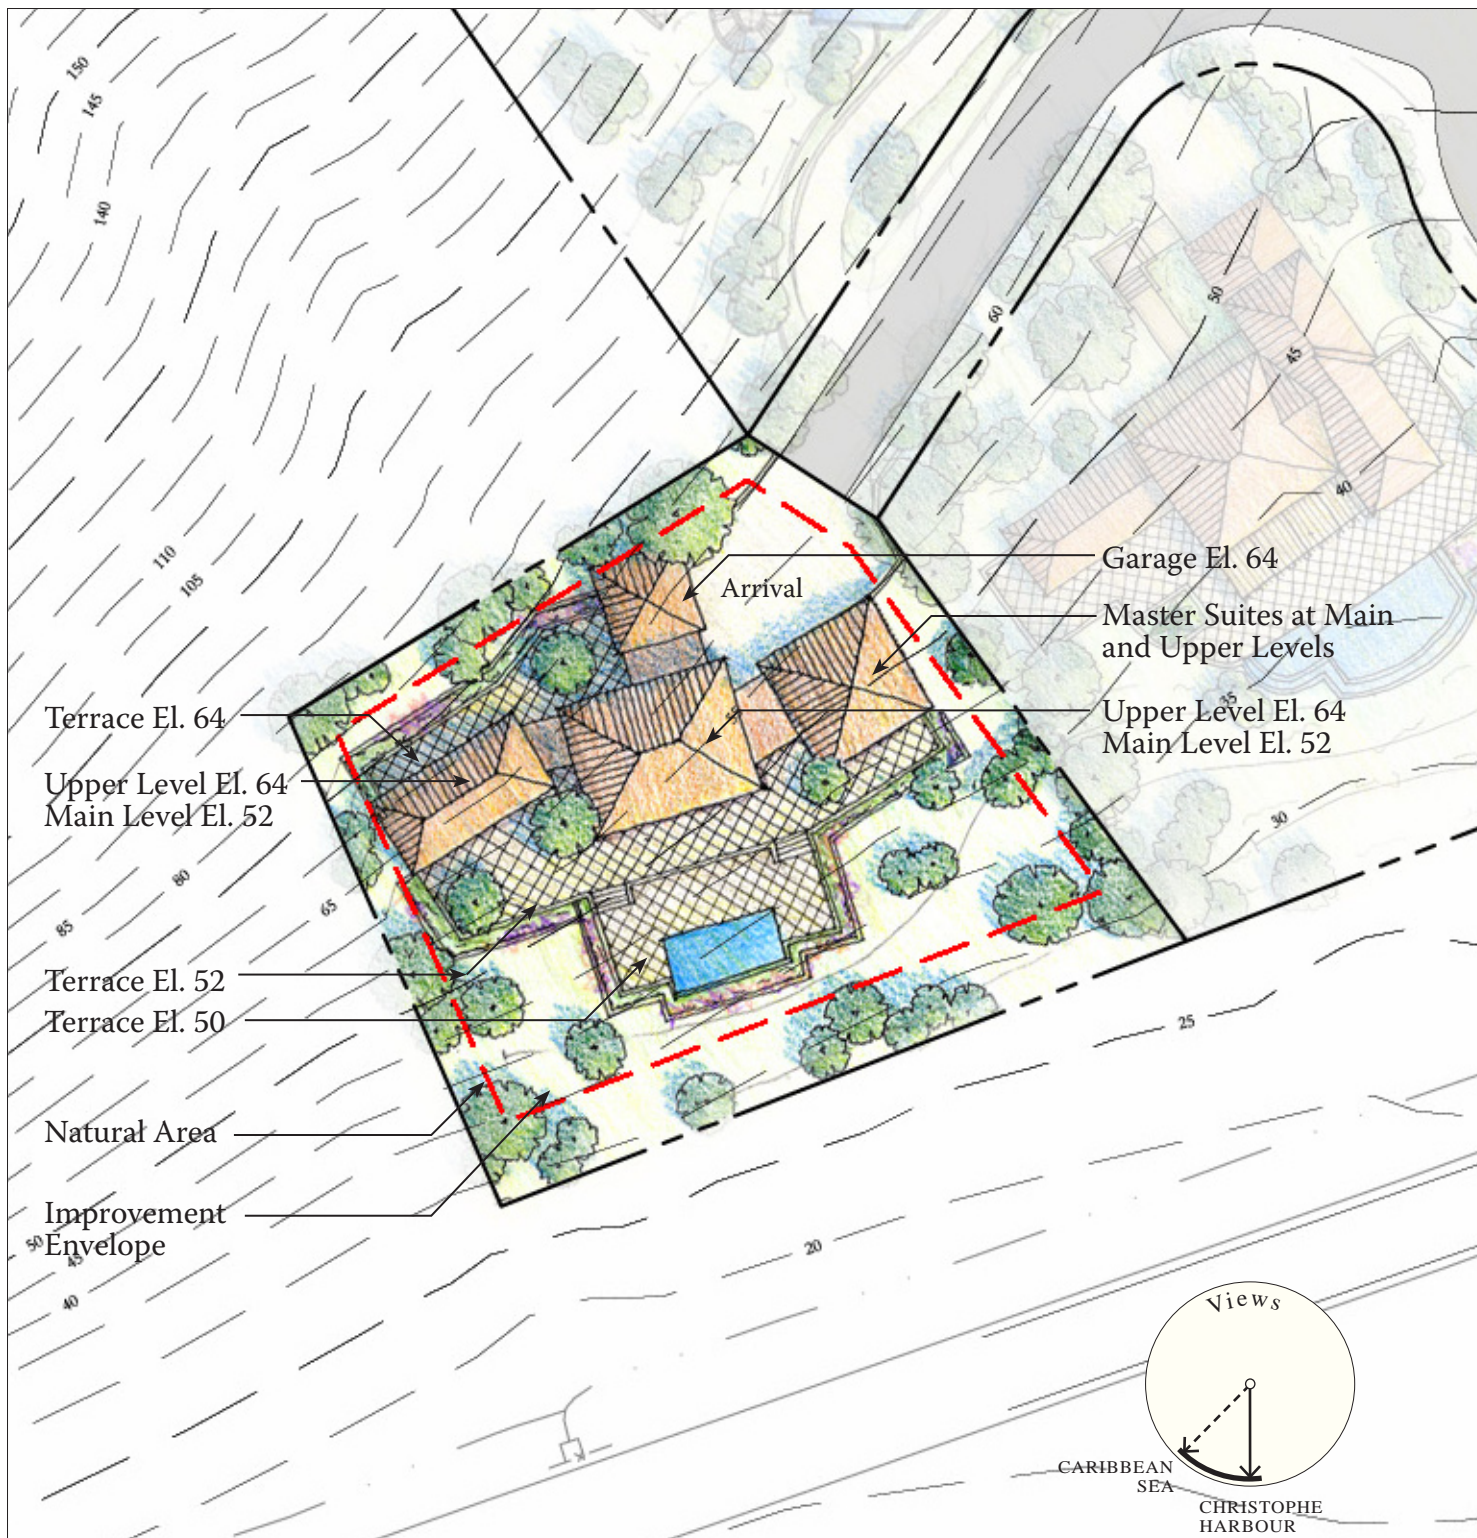 150
145
140
60
50
45
40
110
105
Garage El. 64
Arrival
Master Suites at Main
and Upper Levels
35
Terrace El. 64
Upper Level El. 64
Main Level El. 52
Upper Level El. 64
Main Level El. 52
30
80
65
85
Terrace El. 52
Terrace El. 50
25
Natural Area
Improvement
Envelope
50
45
20
40
Views
CARIBBEAN
SEA
CHRISTOPHE
HARBOUR